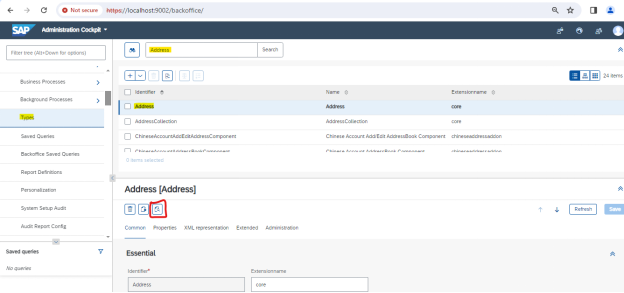 Not secure https://localhost:9002/backoffice/
SAP Administration Cockpit
Filter tree (Alt+Down for options)
Address Search
Business Processes
Background Processes
Types
Saved Queries
Backoffice Saved Queries
Report Definitions
Personalization
System Setup Audit
Audit Report Config
Saved queries
No queries
24 items
Identifier Name Extensionname
Address Address core
AddressCollection AddressCollection core
ChineseAccountAddEditAddressComponent Chinese Account Add/Edit AddressBook Component chineseaddressaddon
ChineseAccountAddressBookComponent Chinese Account AddressBook Component chineseaddressaddon
0 items selected
Address [Address]
Refresh Save
Common Properties XML representation Extended Administration
Essential
Identifier* Extensionname
Address core